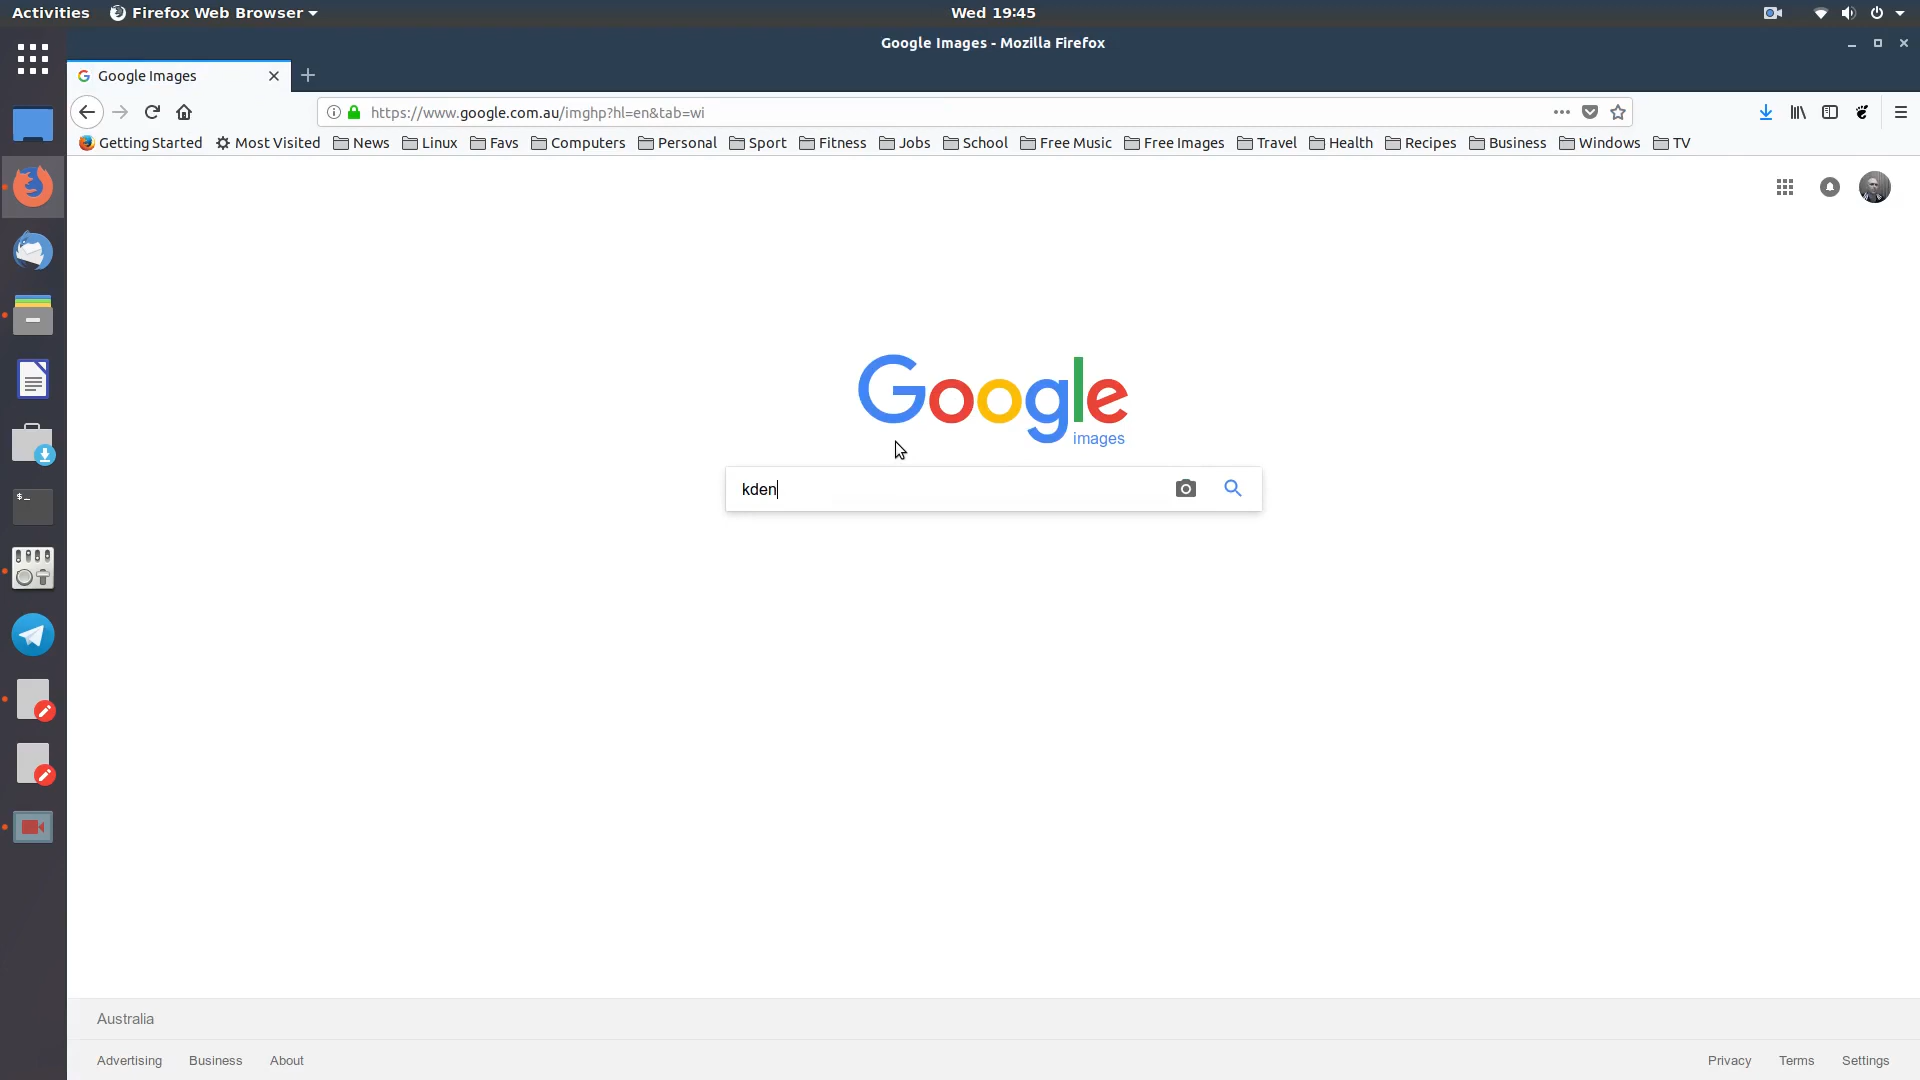 Activities Firefox Web Browser Wed 19:45
Google Images - Mozilla Firefox
Google Images
https://www.google.com.au/imghp?hl=en&tab=wi
Getting Started Most Visited News Linux Favs Computers Personal Sport Fitness Jobs School Free Music Free Images Travel Health Recipes Business Windows TV
Google
images
kden
$_
Australia
Advertising Business About Privacy Terms Settings